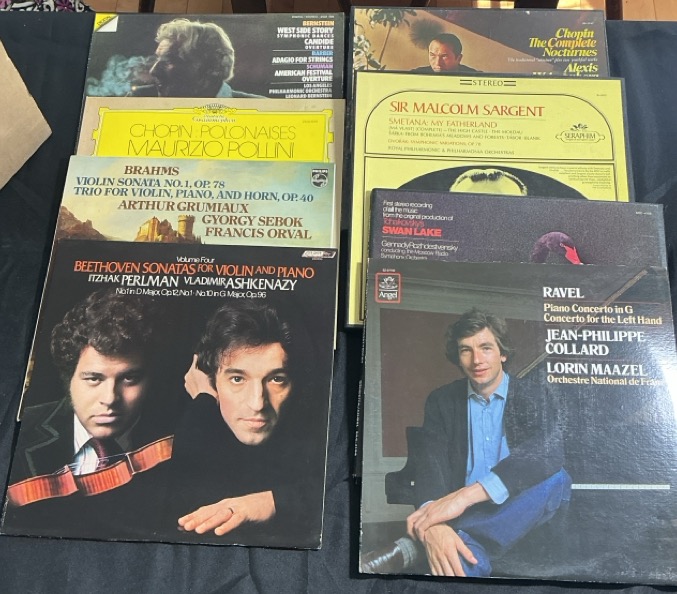 BERNSTEIN
WEST SIDE STORY
SYMPHONIC DANCES
CANDIDE
OVERTURE
BARBER
ADAGIO FOR STRINGS
SCHUMAN
AMERICAN FESTIVAL
OVERTURE
LOS ANGELES
PHILHARMONIC ORCHESTRA
LEONARD BERNSTEIN
CHOPIN: POLONAISES
MAURIZIO POLLINI
PHILIPS
BRAHMS
VIOLIN SONATA NO.1, OP. 78
TRIO FOR VIOLIN, PIANO, AND HORN, OP. 40
ARTHUR GRUMIAUX
GYORGY SEBOK
FRANCIS ORVAL
Volume Four
BEETHOVEN SONATAS FOR VIOLIN AND PIANO
ITZHAK PERLMAN VLADIMIR ASHKENAZY
No.1 in D Major, Op.12, No.1 · No.10 in G Major, Op.96
Chopin
The Complete
Nocturnes
Alexis
STEREO
SIR MALCOLM SARGENT
SMETANA: MY FATHERLAND
SERAPHIM
ROYAL PHILHARMONIC & PHILHARMONIA ORCHESTRAS
First stereo recording
of all the music
from the original production of
Tchaikovsky's
SWAN LAKE
Gennady Rozhdestvensky
conducting the Moscow Radio
Symphony Orchestra
Angel
RAVEL
Piano Concerto in G
Concerto for the Left Hand
JEAN-PHILIPPE
COLLARD
LORIN MAAZEL
Orchestre National de Fran